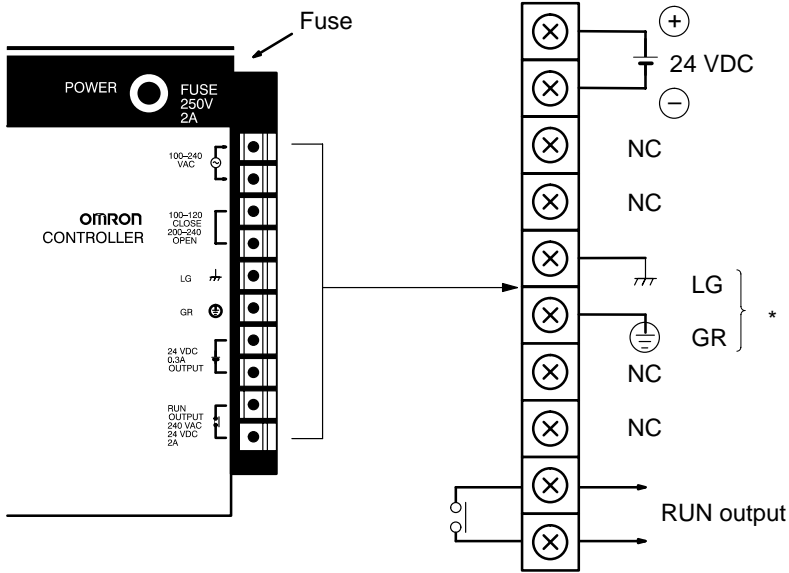 Fuse
POWER
FUSE
250V
2A
100–240
VAC
OMRON
CONTROLLER
100–120
CLOSE
200–240
OPEN
LG
GR
24 VDC
0.3A
OUTPUT
RUN
OUTPUT
240 VAC
24 VDC
2A
+
24 VDC
−
NC
NC
LG
GR
*
NC
NC
RUN output